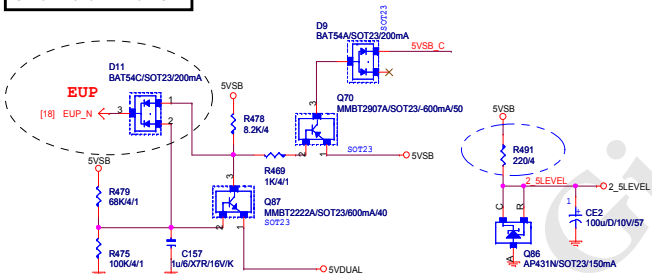 D9
BAT54A/SOT23/200mA
SOT23
5VSB_C
D11
BAT54C/SOT23/200mA
EUP
[18] EUP_N
3
1
2
5VSB
R478
8.2K/4
3
Q70
MMBT2907A/SOT23/-600mA/50
SOT23
2
1
5VSB
R469
1K/4/1
5VSB
R491
220/4
2_5LEVEL
2_5LEVEL
5VSB
R479
68K/4/1
3
Q87
MMBT2222A/SOT23/600mA/40
SOT23
2
1
C
R
A
1
CE2
100u/D/10V/57
R475
100K/4/1
C157
1u/6/X7R/16V/K
5VDUAL
Q86
AP431N/SOT23/150mA